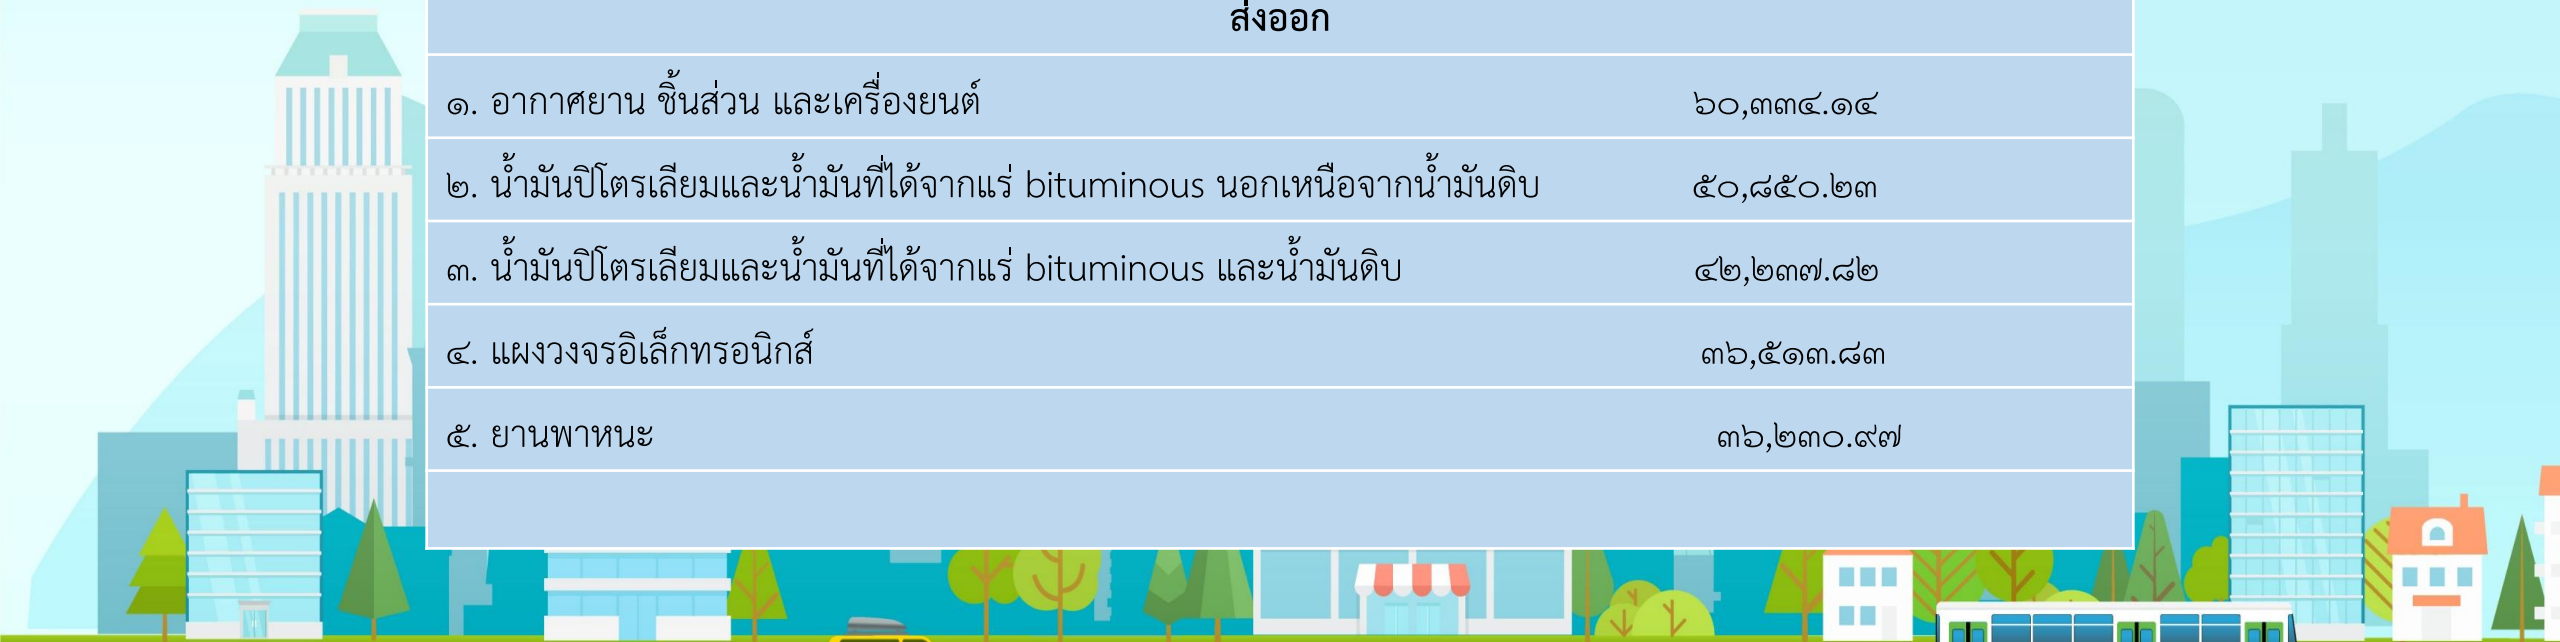 ส่งออก
๑. อากาศยาน ชิ้นส่วน และเครื่องยนต์ ๖๐,๓๓๔.๑๔
๒. น้ำมันปิโตรเลียมและน้ำมันที่ได้จากแร่ bituminous นอกเหนือจากน้ำมันดิบ ๕๐,๘๕๐.๒๓
๓. น้ำมันปิโตรเลียมและน้ำมันที่ได้จากแร่ bituminous และน้ำมันดิบ ๔๒,๒๓๗.๘๒
๔. แผงวงจรอิเล็กทรอนิกส์ ๓๖,๕๑๓.๘๓
๕. ยานพาหนะ ๓๖,๒๓๐.๙๗